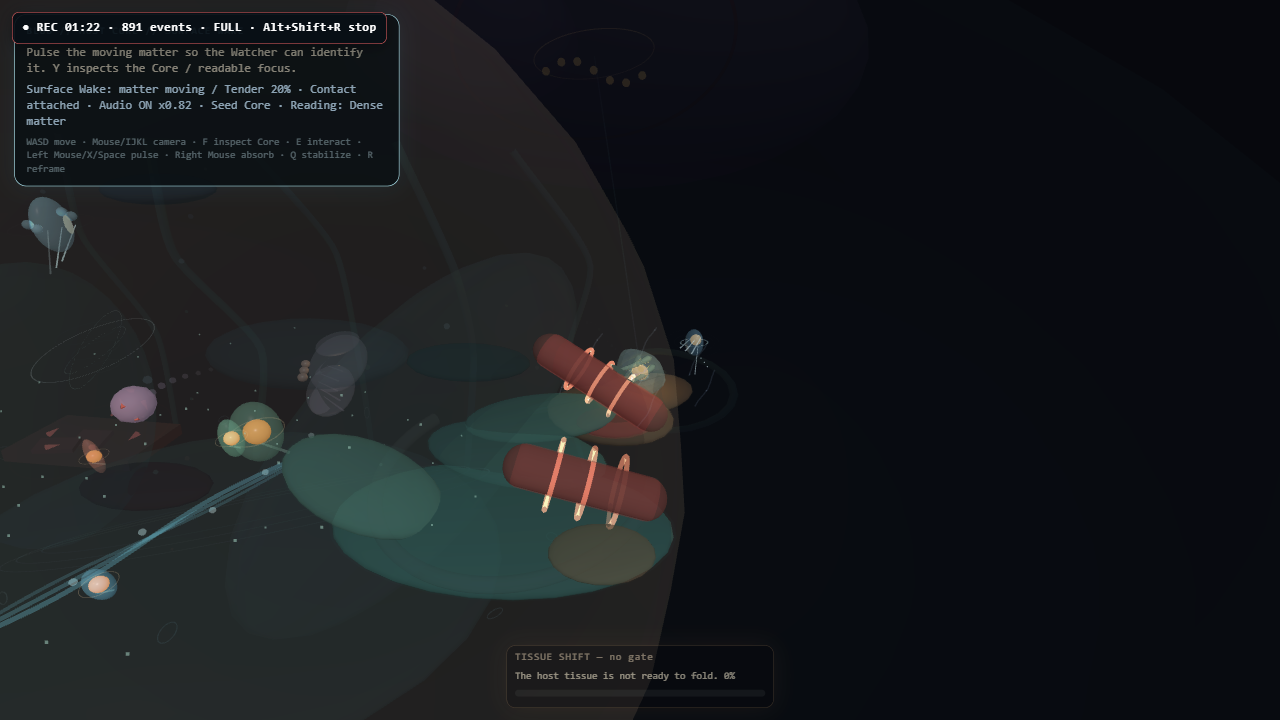 ● REC 01:22 · 891 events · FULL · Alt+Shift+R stop
Pulse the moving matter so the Watcher can identify
it. Y inspects the Core / readable focus.
Surface Wake: matter moving / Tender 20% · Contact
attached · Audio ON x0.82 · Seed Core · Reading: Dense
matter
WASD move · Mouse/IJKL camera · F inspect Core · E interact ·
Left Mouse/X/Space pulse · Right Mouse absorb · Q stabilize · R
reframe
TISSUE SHIFT — no gate
The host tissue is not ready to fold. 0%